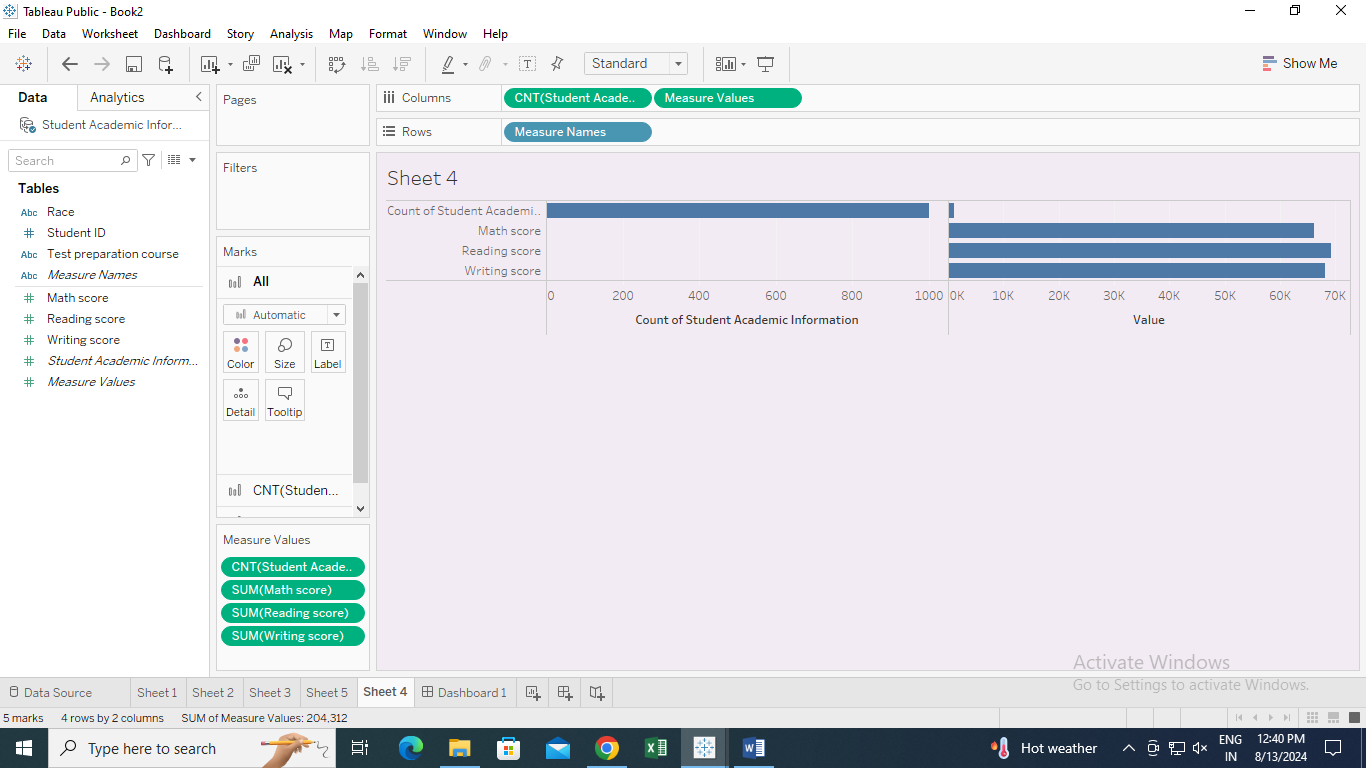 Tableau Public - Book2
File Data Worksheet Dashboard Story Analysis Map Format Window Help
Standard
Show Me
Data Analytics
Student Academic Infor...
Search
Tables
Abc Race
# Student ID
Abc Test preparation course
Abc Measure Names
# Math score
# Reading score
# Writing score
# Student Academic Inform...
# Measure Values
Pages
Filters
Marks
All
Automatic
Color Size Label
Detail Tooltip
CNT(Studen...
Measure Values
CNT(Student Acade..
SUM(Math score)
SUM(Reading score)
SUM(Writing score)
Columns CNT(Student Acade.. Measure Values
Rows Measure Names
Sheet 4
Count of Student Academi..
Math score
Reading score
Writing score
0 200 400 600 800 1000 0K 10K 20K 30K 40K 50K 60K 70K
Count of Student Academic Information Value
Activate Windows
Go to Settings to activate Windows.
Data Source Sheet 1 Sheet 2 Sheet 3 Sheet 5 Sheet 4 Dashboard 1
5 marks 4 rows by 2 columns SUM of Measure Values: 204,312
Type here to search
Hot weather
ENG
IN
12:40 PM
8/13/2024